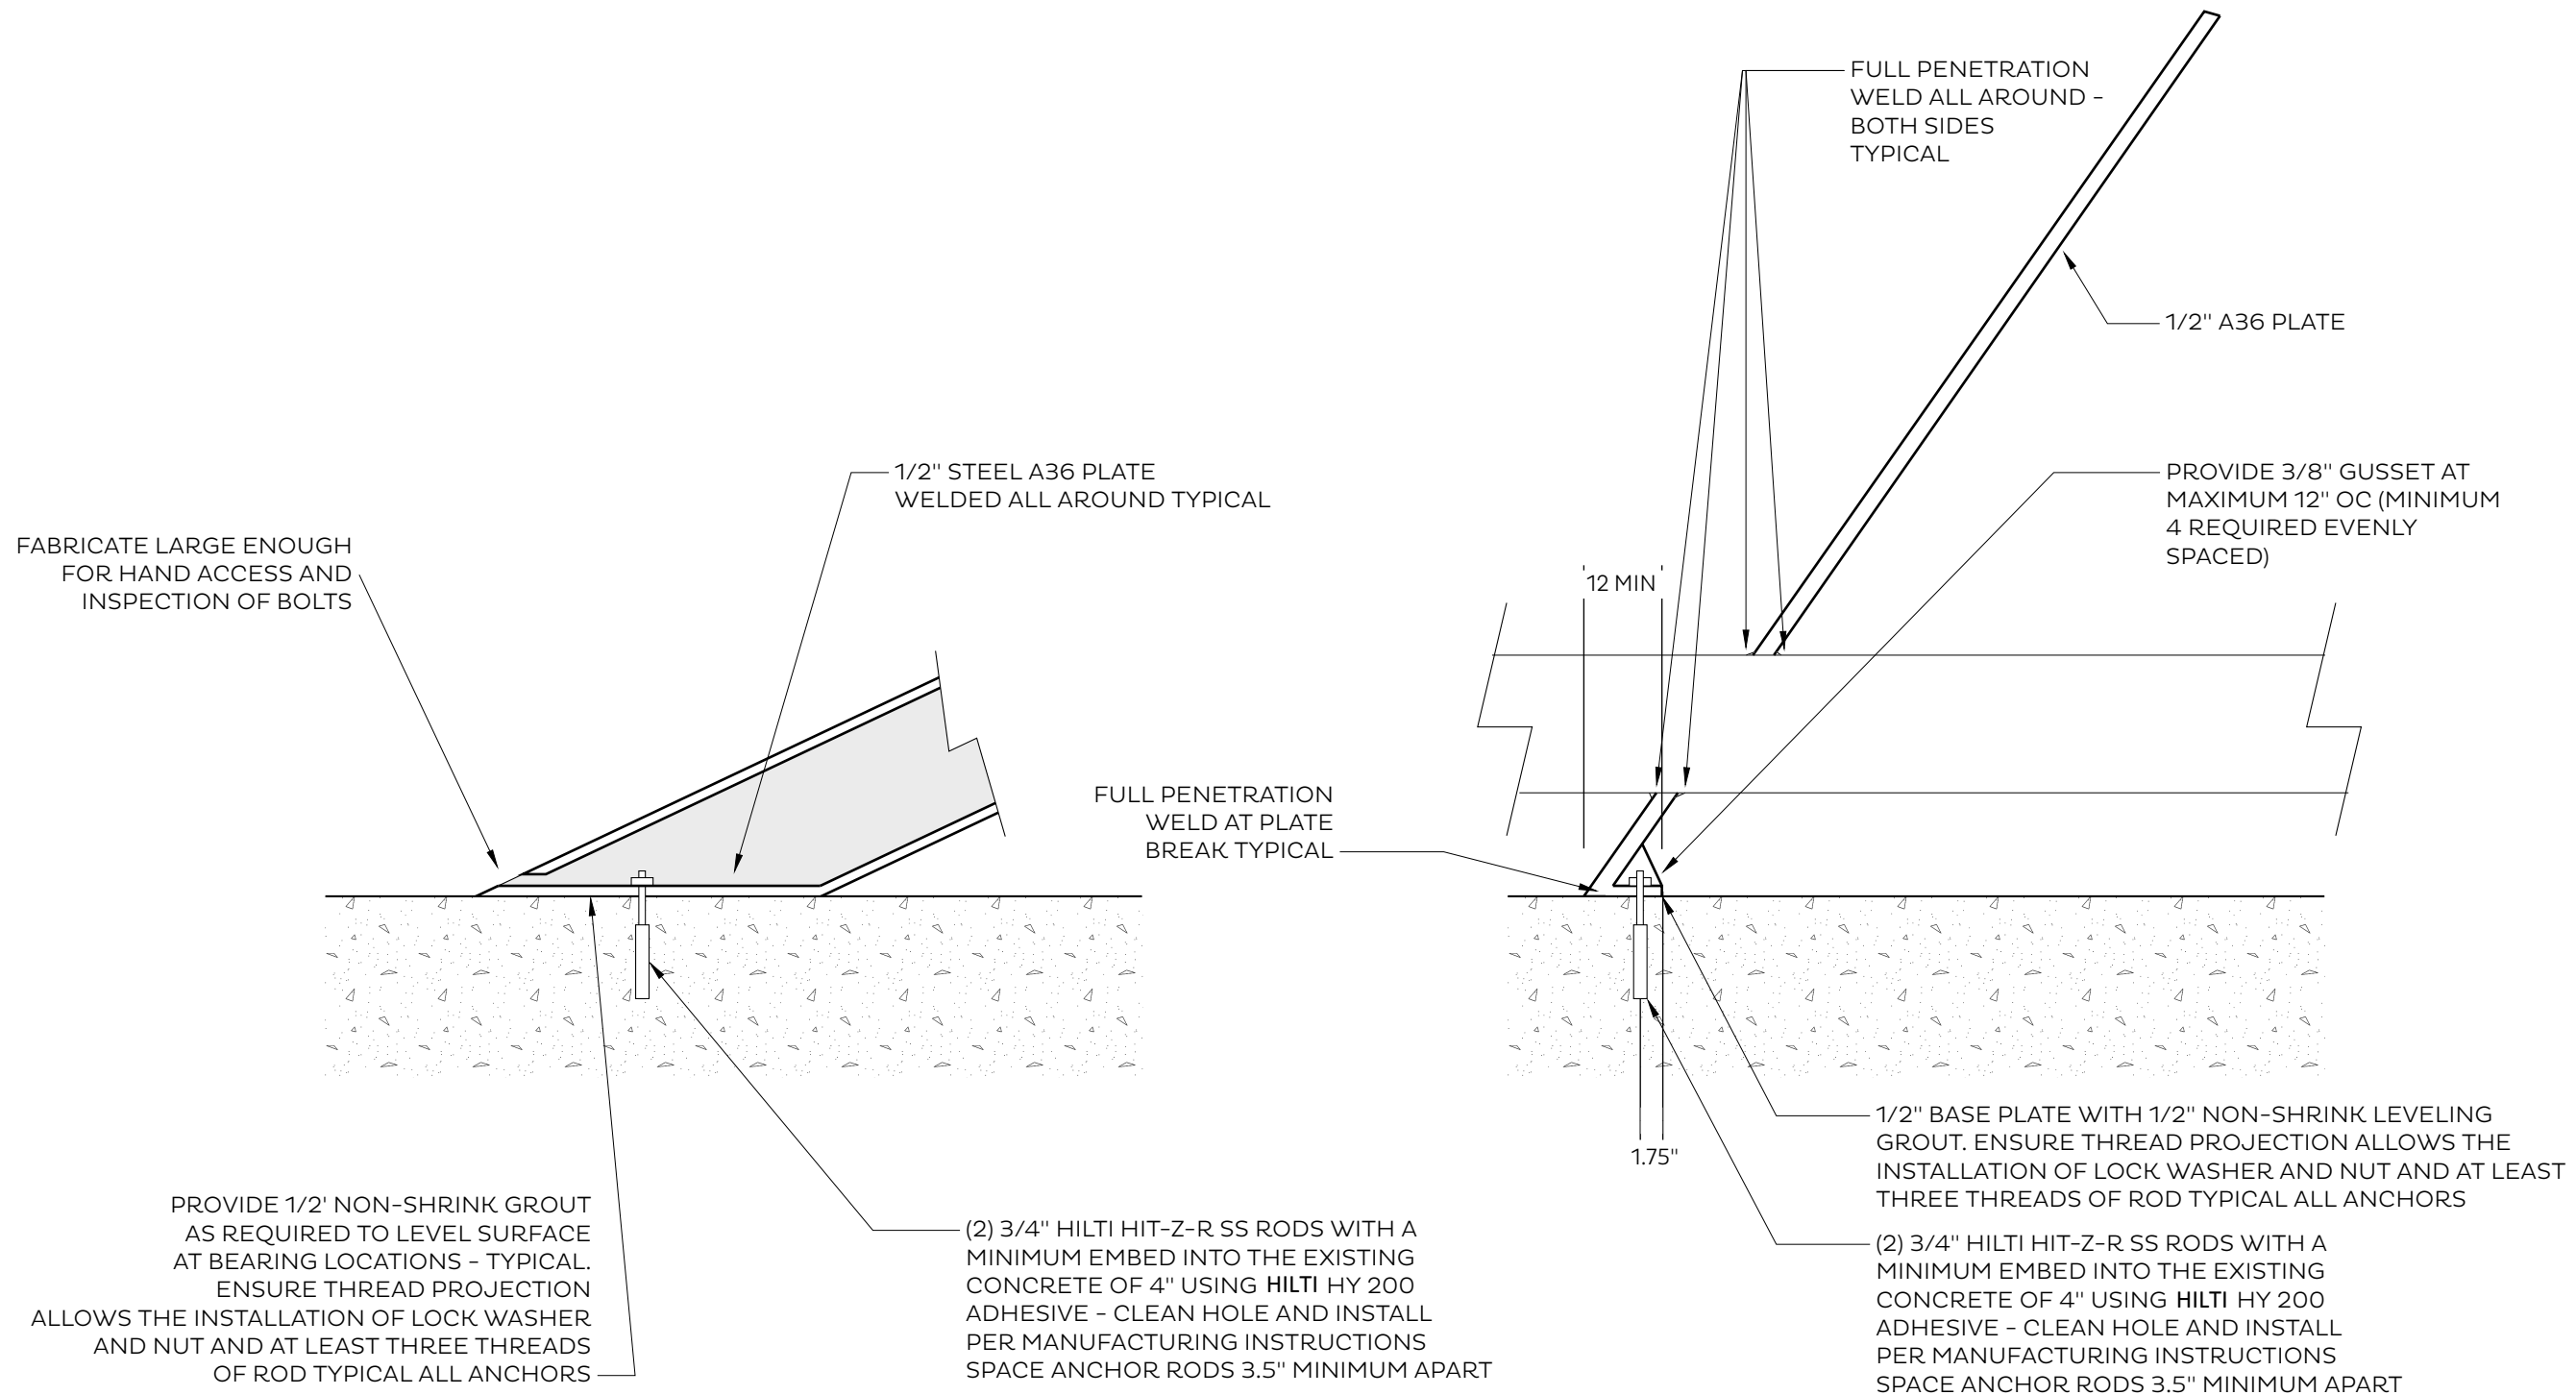 FULL PENETRATION
WELD ALL AROUND -
BOTH SIDES
TYPICAL
1/2" A36 PLATE
1/2" STEEL A36 PLATE
WELDED ALL AROUND TYPICAL
PROVIDE 3/8" GUSSET AT
MAXIMUM 12" OC (MINIMUM
4 REQUIRED EVENLY
SPACED)
FABRICATE LARGE ENOUGH
FOR HAND ACCESS AND
INSPECTION OF BOLTS
12 MIN
FULL PENETRATION
WELD AT PLATE
BREAK TYPICAL
1.75"
1/2" BASE PLATE WITH 1/2" NON-SHRINK LEVELING
GROUT. ENSURE THREAD PROJECTION ALLOWS THE
INSTALLATION OF LOCK WASHER AND NUT AND AT LEAST
THREE THREADS OF ROD TYPICAL ALL ANCHORS
PROVIDE 1/2' NON-SHRINK GROUT
AS REQUIRED TO LEVEL SURFACE
AT BEARING LOCATIONS - TYPICAL.
ENSURE THREAD PROJECTION
ALLOWS THE INSTALLATION OF LOCK WASHER
AND NUT AND AT LEAST THREE THREADS
OF ROD TYPICAL ALL ANCHORS
(2) 3/4" HILTI HIT-Z-R SS RODS WITH A
MINIMUM EMBED INTO THE EXISTING
CONCRETE OF 4" USING HILTI HY 200
ADHESIVE - CLEAN HOLE AND INSTALL
PER MANUFACTURING INSTRUCTIONS
SPACE ANCHOR RODS 3.5" MINIMUM APART
(2) 3/4" HILTI HIT-Z-R SS RODS WITH A
MINIMUM EMBED INTO THE EXISTING
CONCRETE OF 4" USING HILTI HY 200
ADHESIVE - CLEAN HOLE AND INSTALL
PER MANUFACTURING INSTRUCTIONS
SPACE ANCHOR RODS 3.5" MINIMUM APART